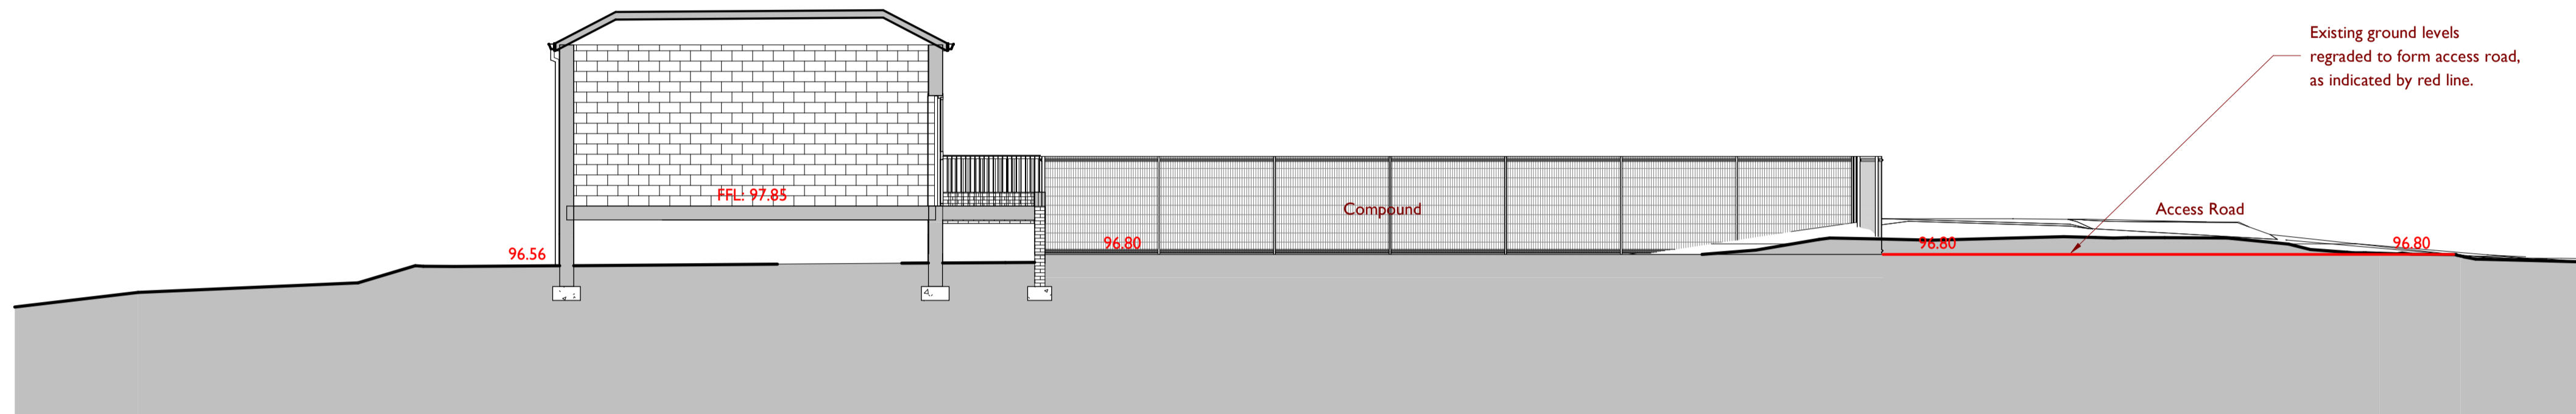 Existing ground levels
regraded to form access road,
as indicated by red line.
FFL: 97.85
Compound
Access Road
96.56
96.80
96.80
96.80